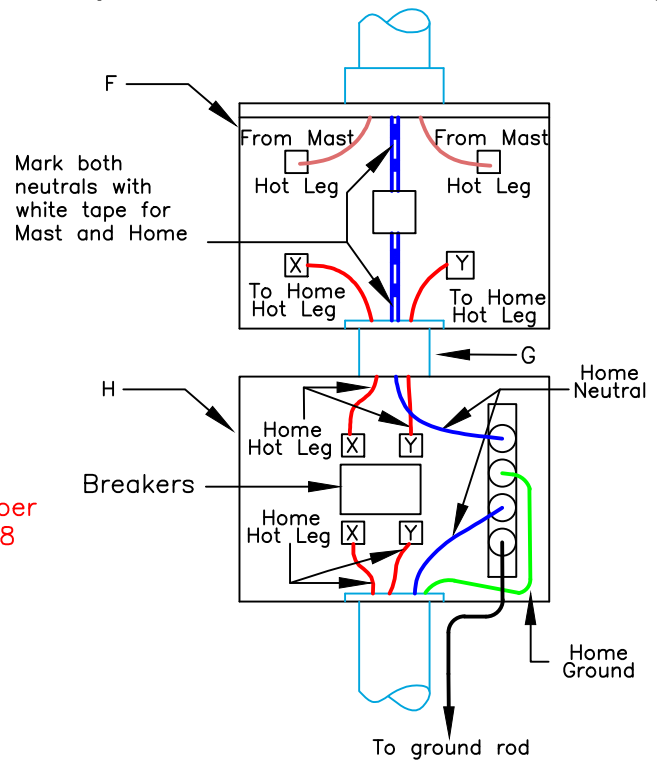 F
From Mast
From Mast
Hot Leg
Hot Leg
Mark both
neutrals with
white tape for
Mast and Home
X
Y
To Home
Hot Leg
To Home
Hot Leg
G
H
Home
Neutral
Home
Hot Leg
X
Y
Breakers
per
8
Home
Hot Leg
X
Y
Home
Ground
To ground rod